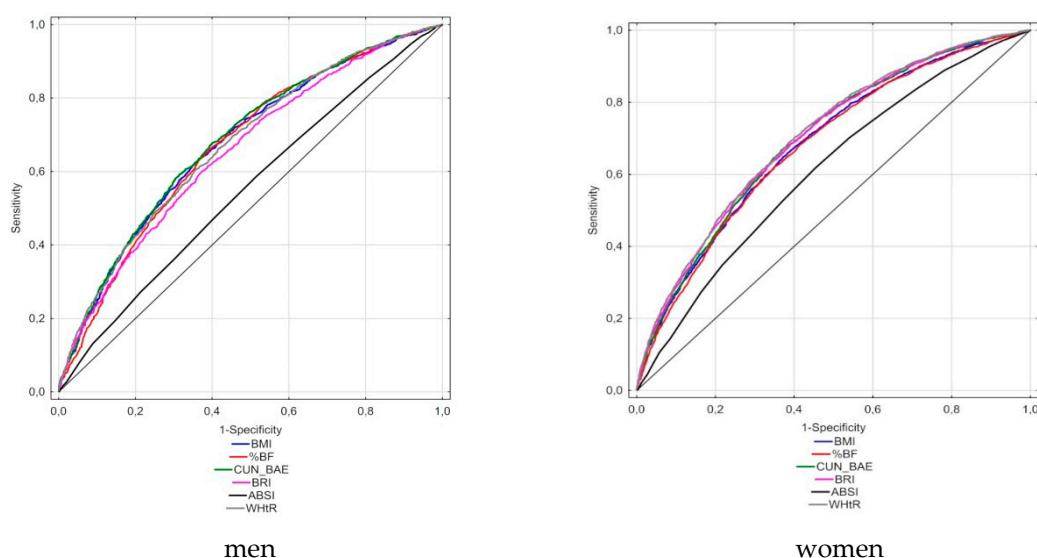 1,0
0,8
0,6
0,4
0,2
0,0
Sensitivity
0,0 0,2 0,4 0,6 0,8 1,0
1-Specificity
BMI
%BF
CUN_BAE
BRI
ABSI
WHtR
men
1,0
0,8
0,6
0,4
0,2
0,0
Sensitivity
0,0 0,2 0,4 0,6 0,8 1,0
1-Specificity
BMI
%BF
CUN_BAE
BRI
ABSI
WHtR
women